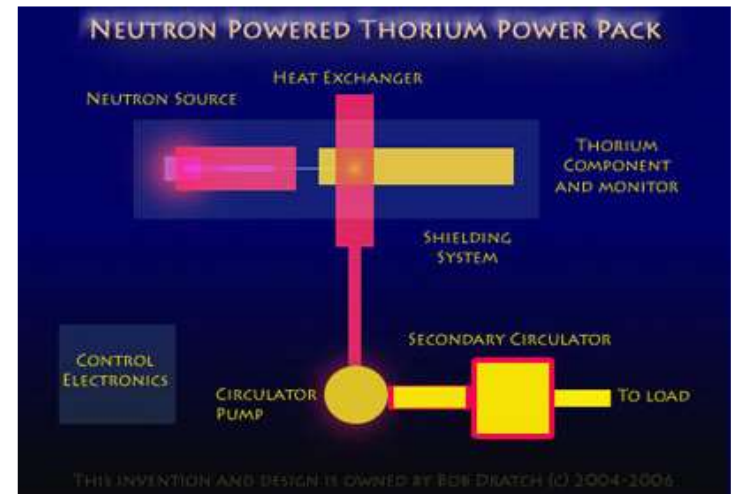 Neutron Powered Thorium Power Pack
Heat Exchanger
Neutron Source
Thorium
Component
and monitor
Shielding
System
Secondary Circulator
Control
Electronics
Circulator
Pump
To load
This invention and design is owned by Bob Dratch (c) 2004-2006